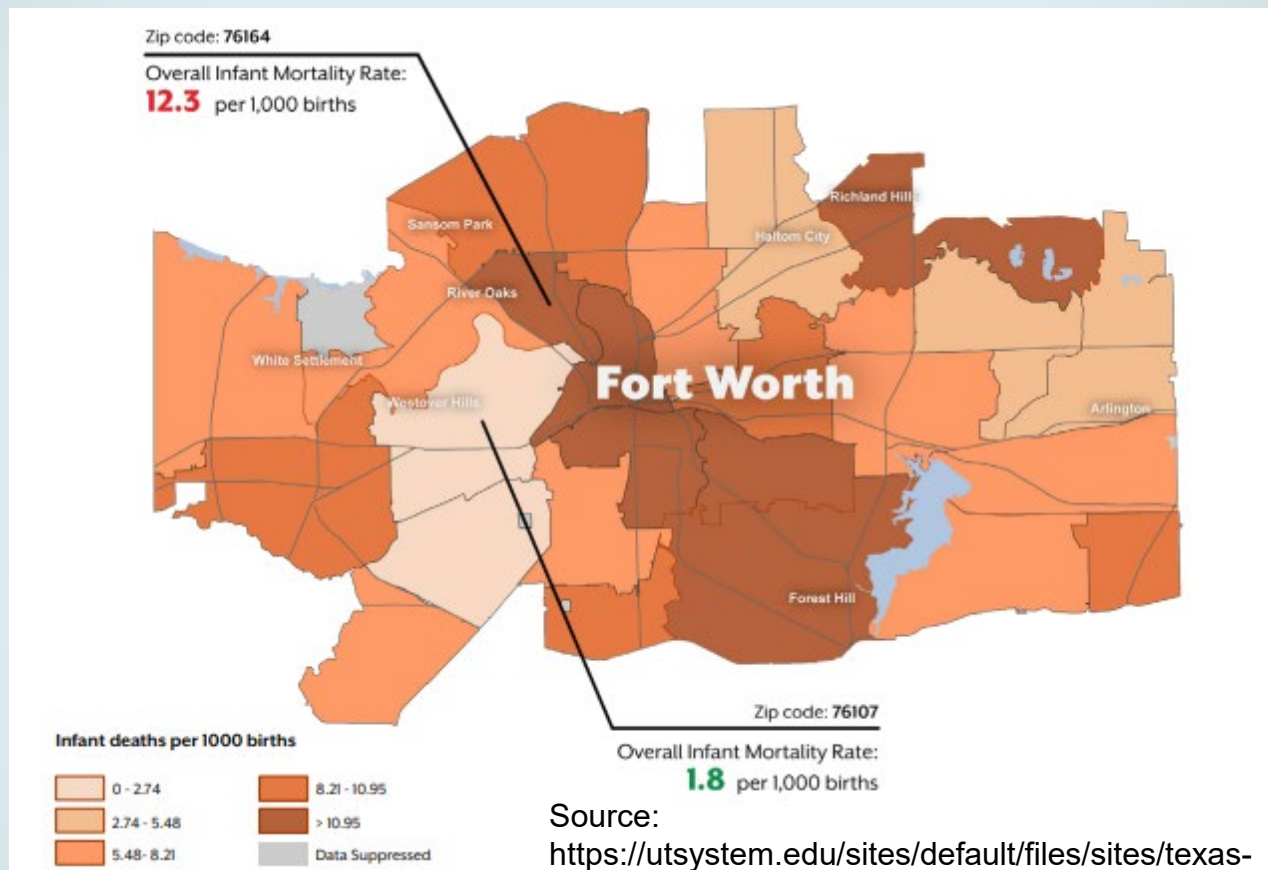 Zip code: 76164
Overall Infant Mortality Rate:
12.3 per 1,000 births
Richland Hills
Sansom Park
Haltom City
River Oaks
White Settlement
Fort Worth
Westover Hills
Arlington
Forest Hill
Zip code: 76107
Overall Infant Mortality Rate:
1.8 per 1,000 births
Infant deaths per 1000 births
0 - 2.74
2.74 - 5.48
5.48- 8.21
8.21 - 10.95
> 10.95
Data Suppressed
Source:
https://utsystem.edu/sites/default/files/sites/texas-